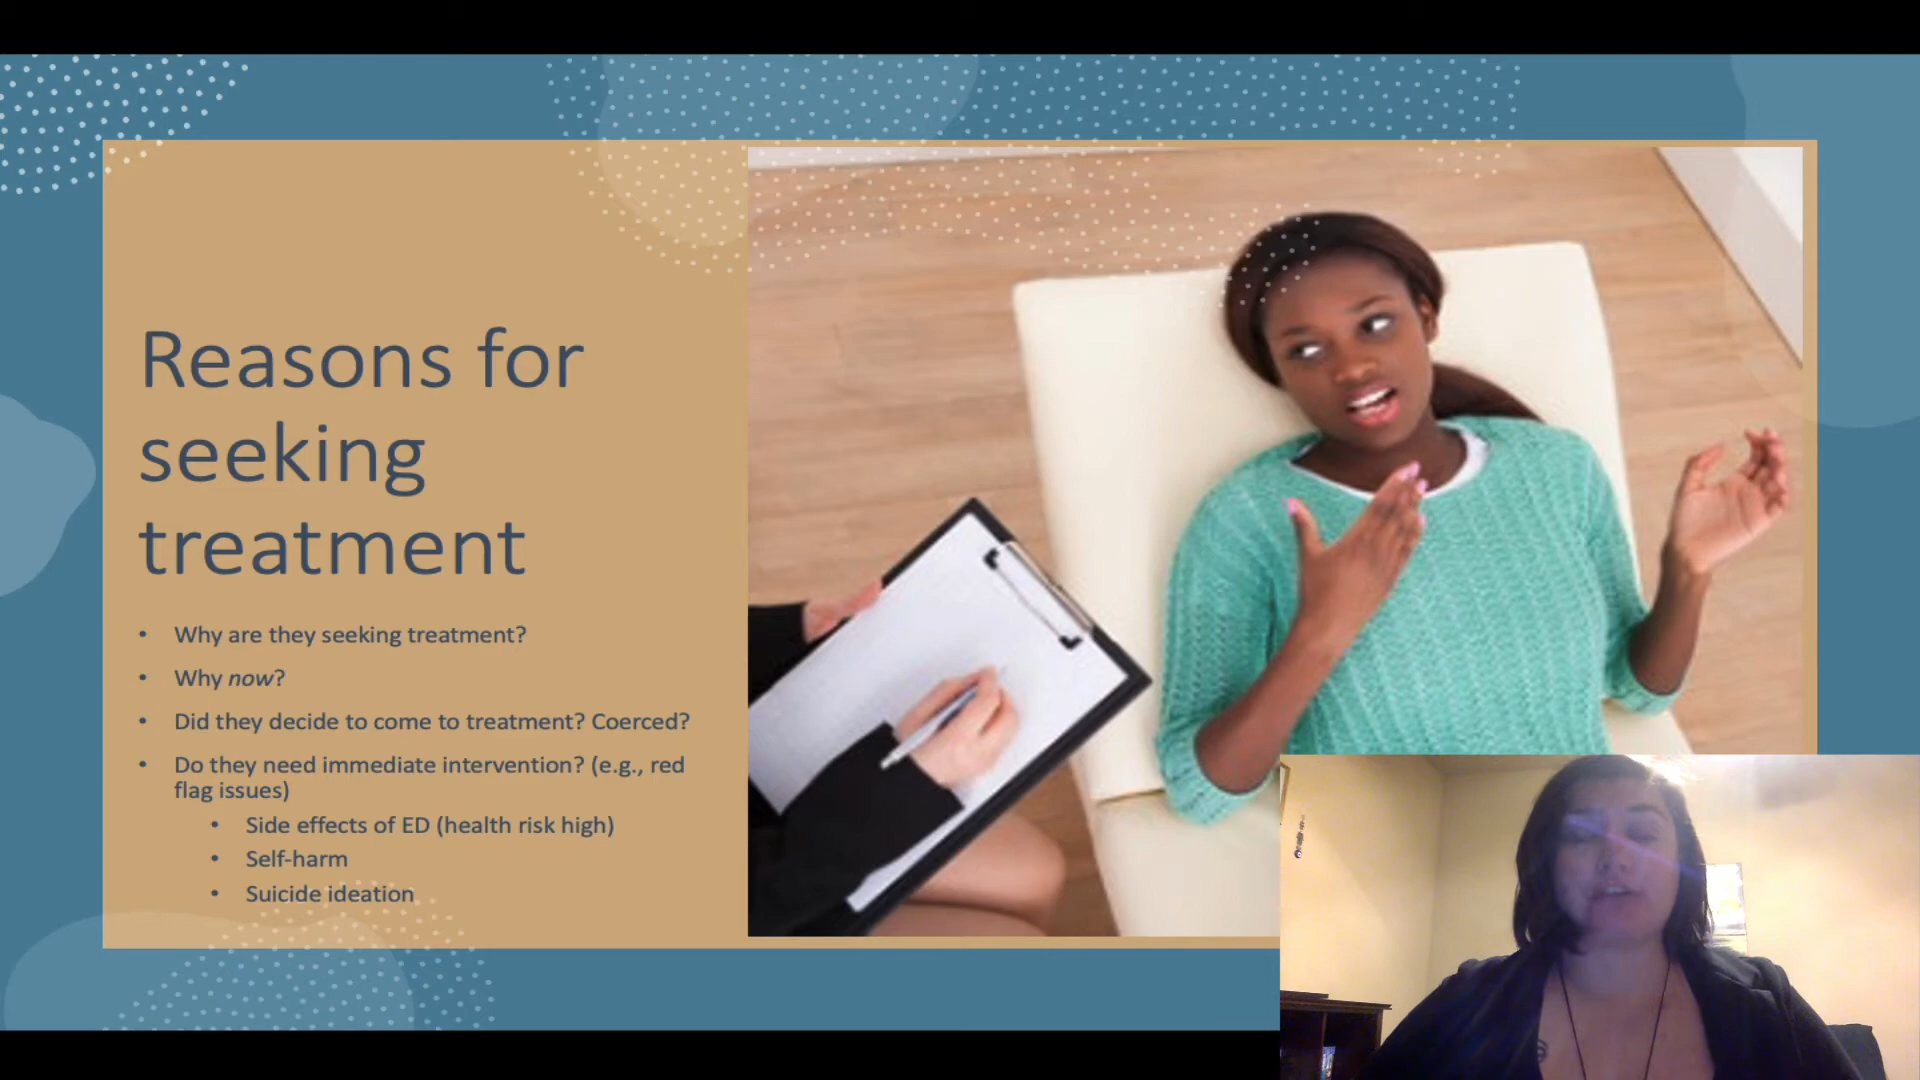 Reasons for
seeking
treatment
• Why are they seeking treatment?
• Why now?
• Did they decide to come to treatment? Coerced?
• Do they need immediate intervention? (e.g., red
flag issues)
• Side effects of ED (health risk high)
• Self-harm
• Suicide ideation